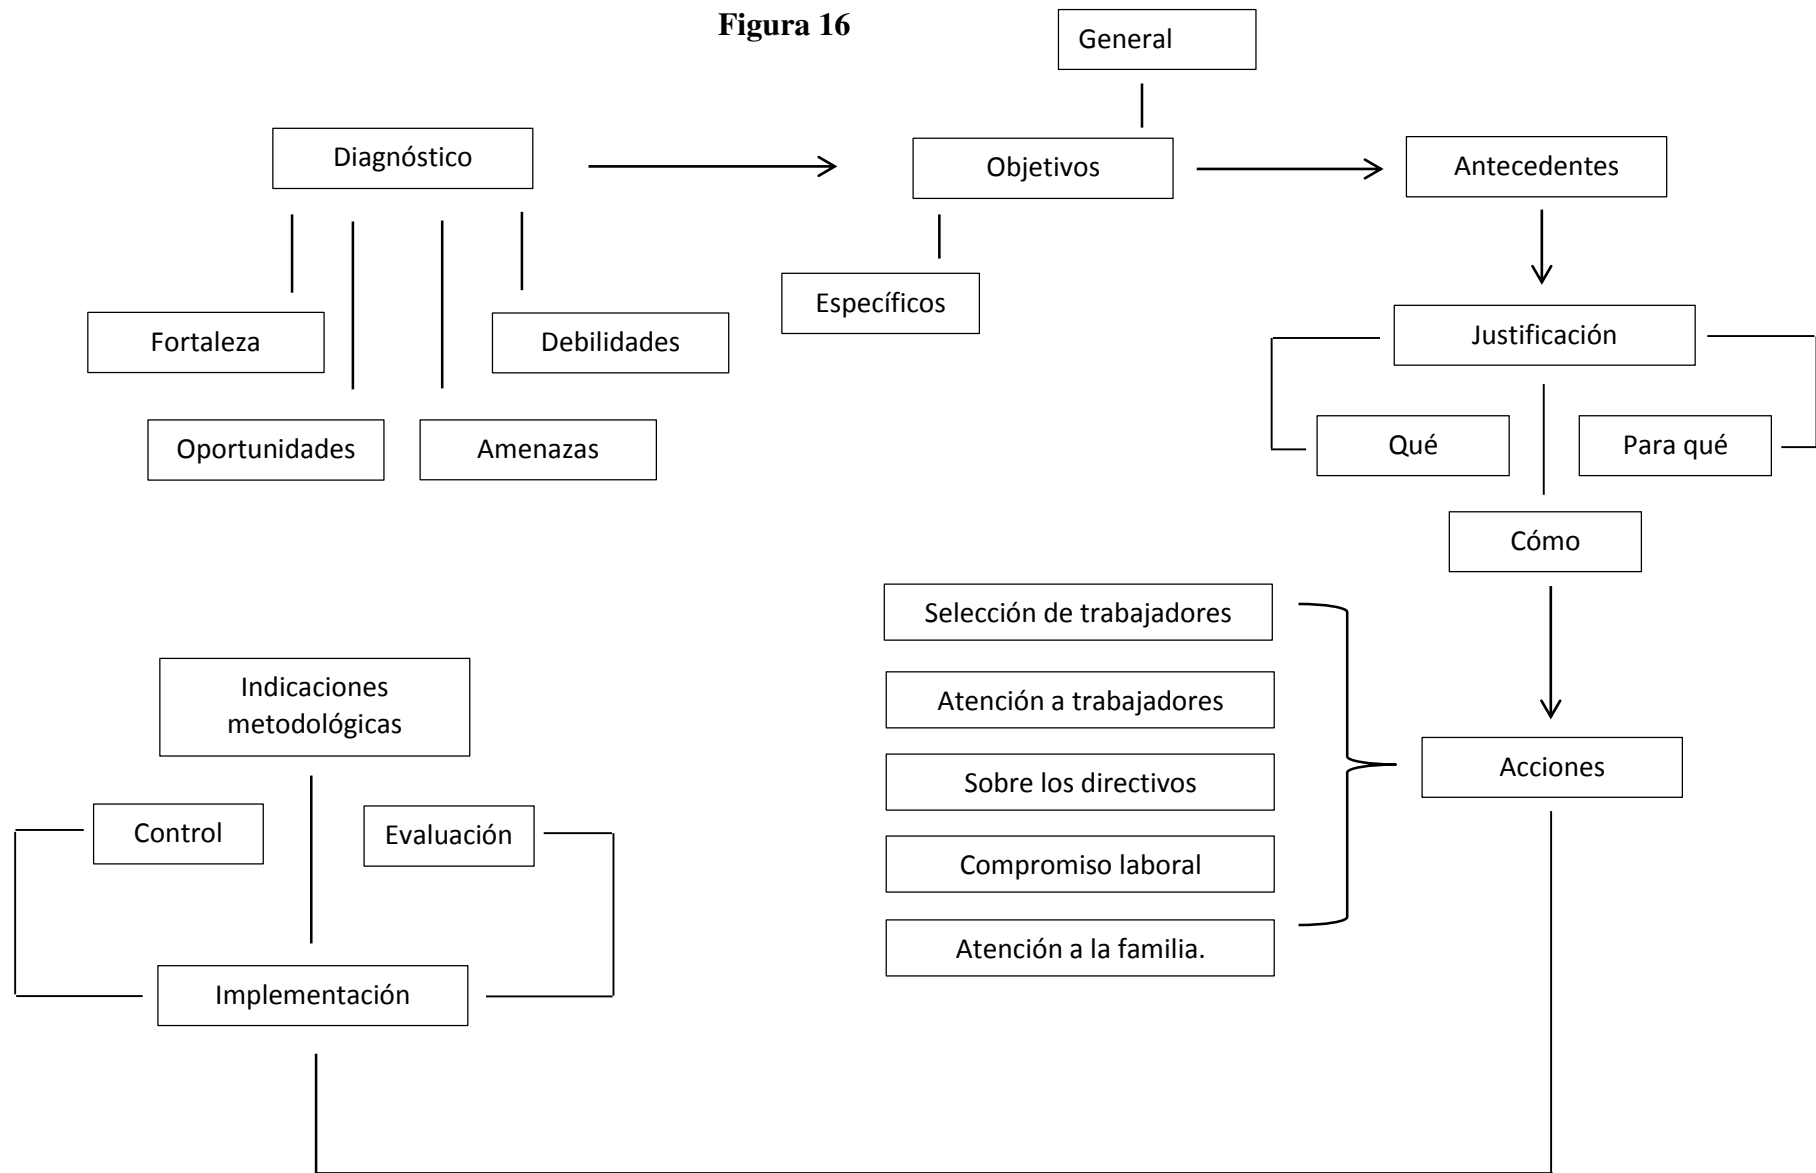 Figura 16
General
Diagnóstico
Objetivos
Antecedentes
Específicos
Fortaleza
Debilidades
Oportunidades
Amenazas
Justificación
Qué
Para qué
Cómo
Selección de trabajadores
Atención a trabajadores
Sobre los directivos
Compromiso laboral
Atención a la familia.
Acciones
Indicaciones
metodológicas
Control
Evaluación
Implementación